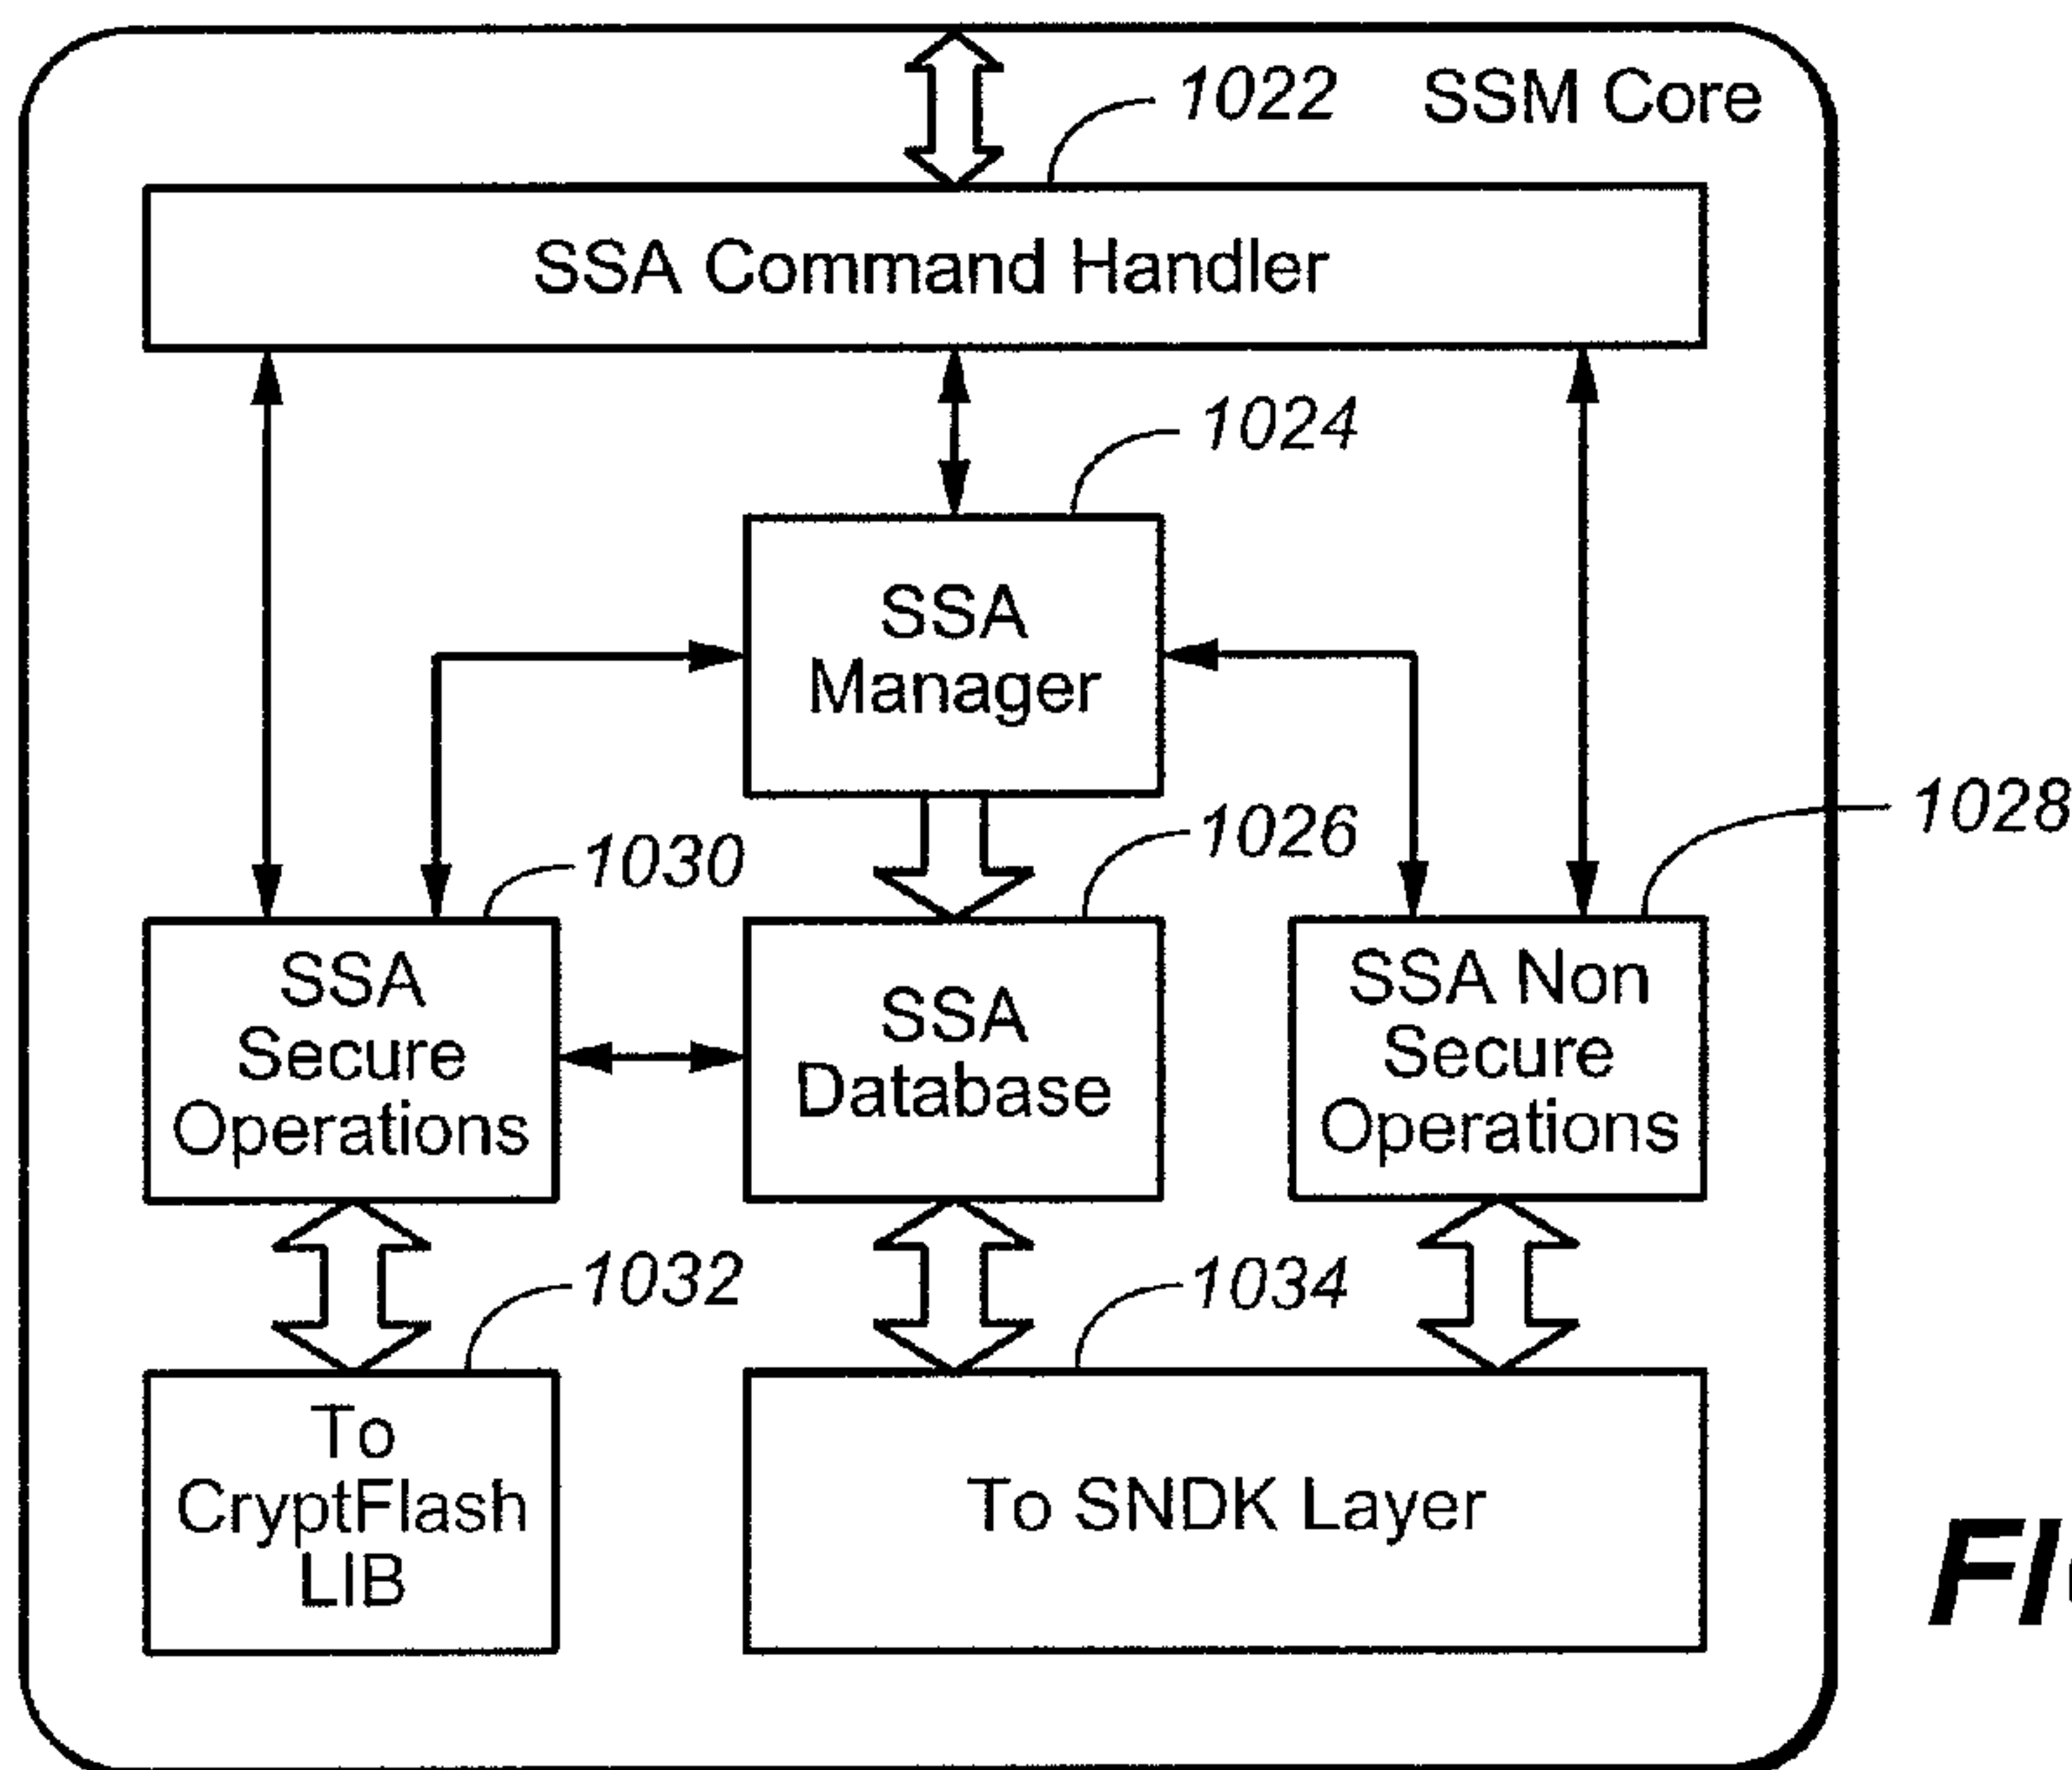 1022
SSM Core
SSA Command Handler
1024
SSA
Manager
1028
1030
1026
SSA
Secure
Operations
SSA
Database
SSA Non
Secure
Operations
1032
1034
To
CryptFlash
LIB
To SNDK Layer